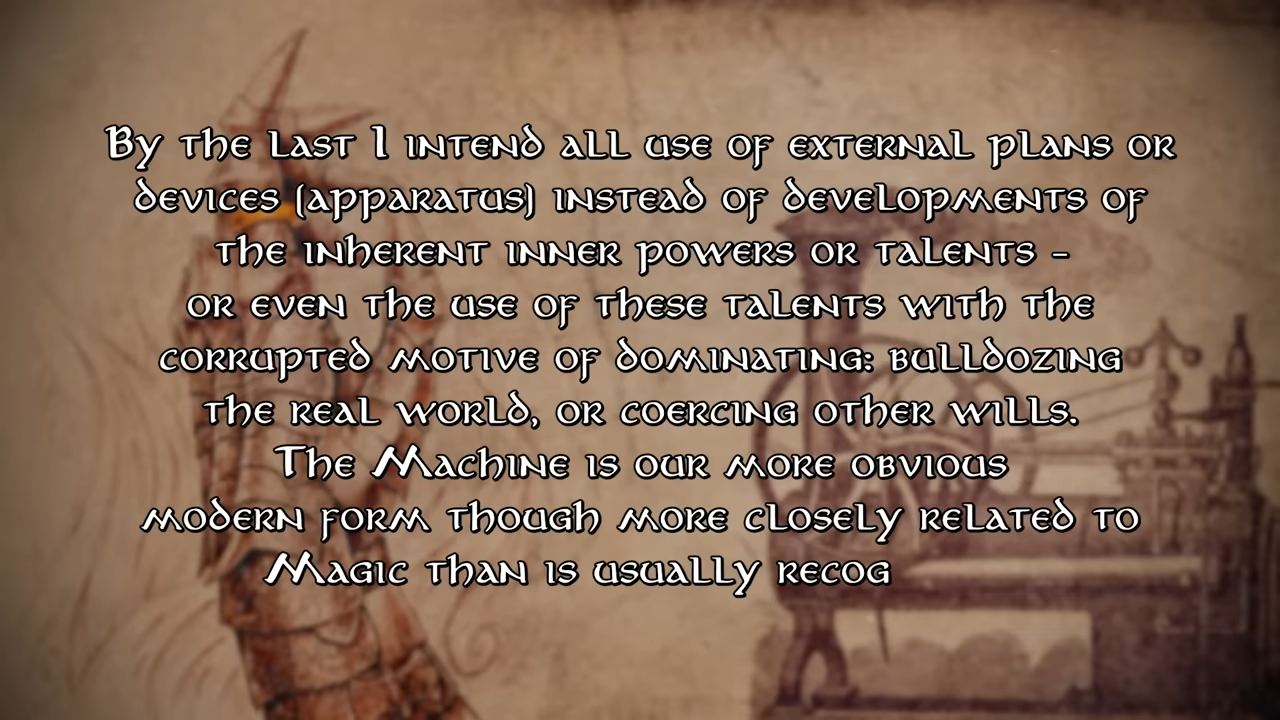 By the last I intend all use of external plans or
devices (apparatus) instead of developments of
the inherent inner powers or talents -
or even the use of these talents with the
corrupted motive of dominating: bulldozing
the real world, or coercing other wills.
The Machine is our more obvious
modern form though more closely related to
Magic than is usually recog